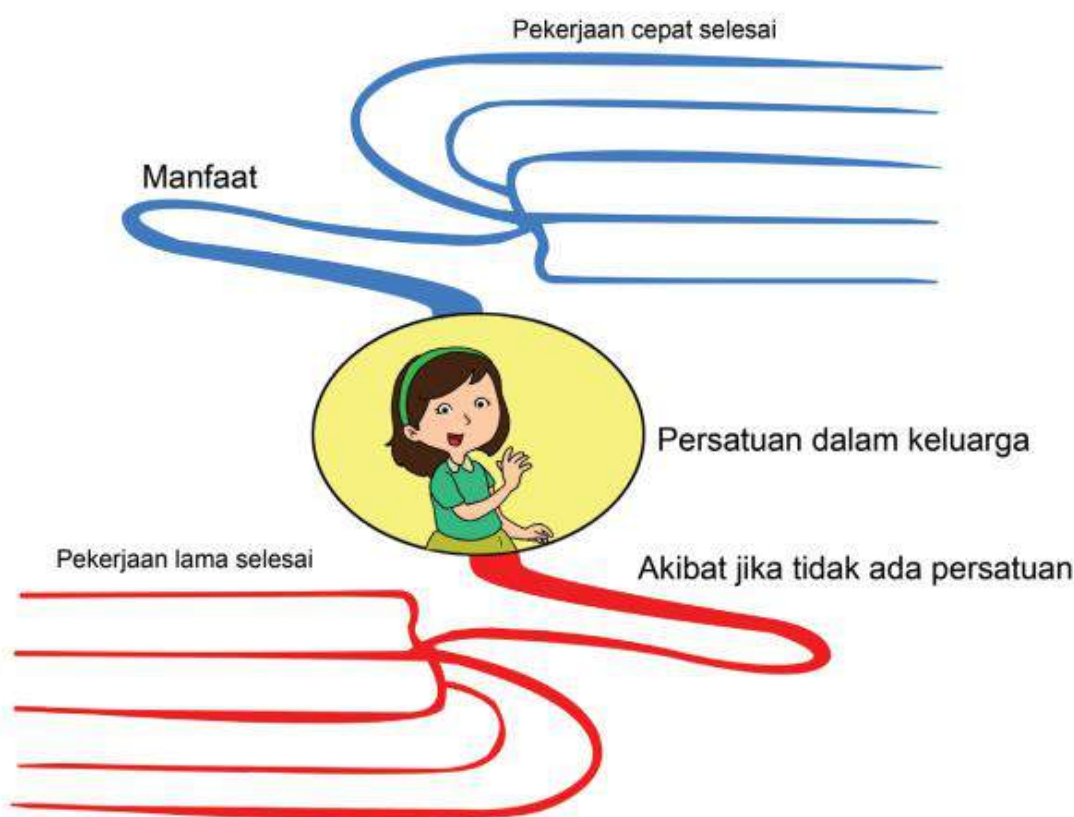 Pekerjaan cepat selesai
Manfaat
Persatuan dalam keluarga
Pekerjaan lama selesai
Akibat jika tidak ada persatuan